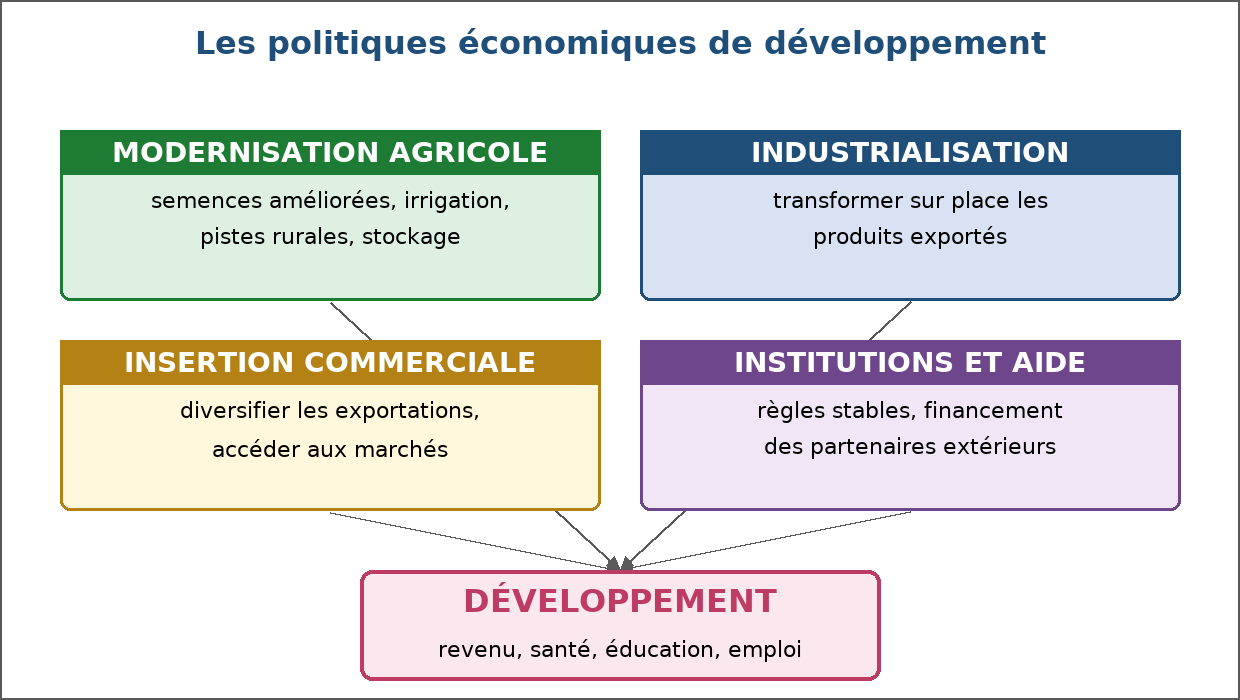 Les politiques économiques de développement
MODERNISATION AGRICOLE
semences améliorées, irrigation,
pistes rurales, stockage
INDUSTRIALISATION
transformer sur place les
produits exportés
INSERTION COMMERCIALE
diversifier les exportations,
accéder aux marchés
INSTITUTIONS ET AIDE
règles stables, financement
des partenaires extérieurs
DÉVELOPPEMENT
revenu, santé, éducation, emploi